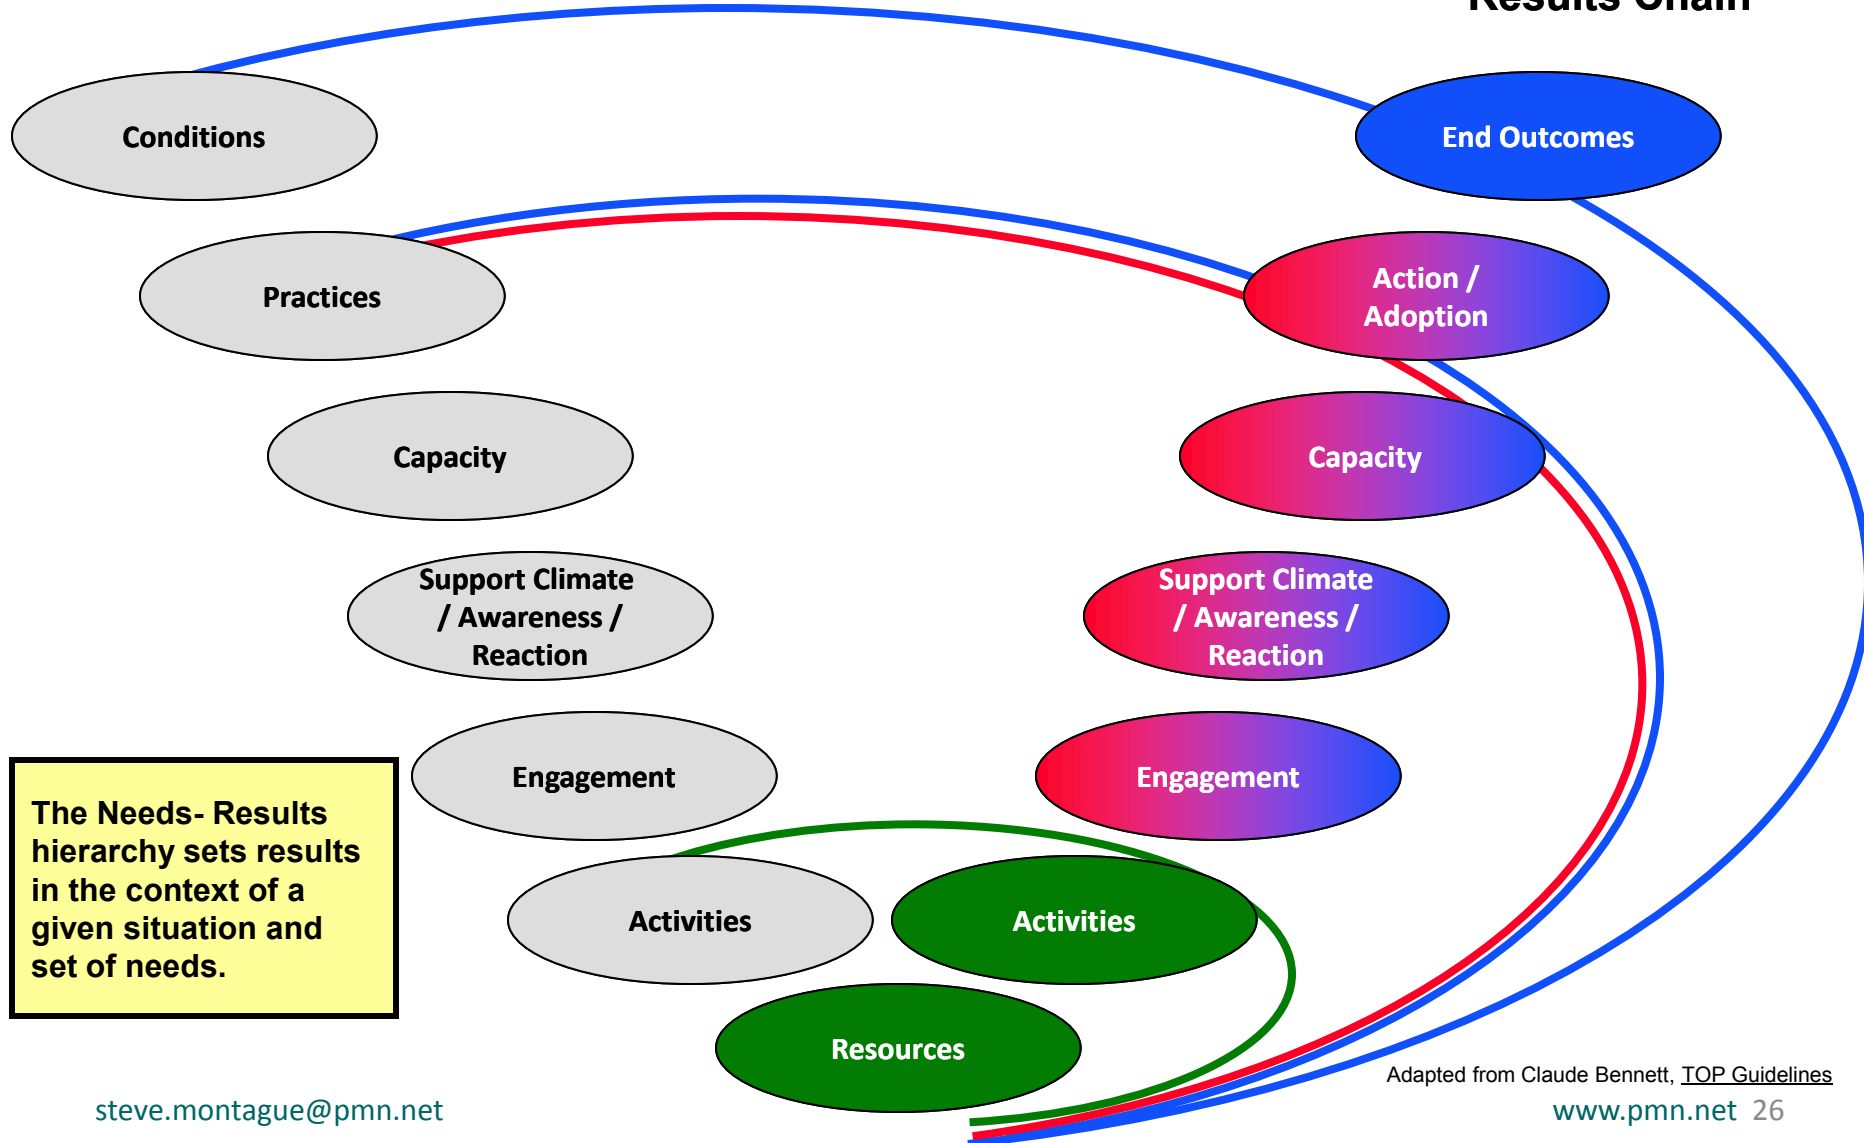 Results Chain
Conditions
End Outcomes
Practices
Action /
Adoption
Capacity
Capacity
Support Climate
/ Awareness /
Reaction
Support Climate
/ Awareness /
Reaction
Engagement
Engagement
The Needs- Results
hierarchy sets results
in the context of a
given situation and
set of needs.
Activities
Activities
Resources
Adapted from Claude Bennett, TOP Guidelines
steve.montague@pmn.net
www.pmn.net 26